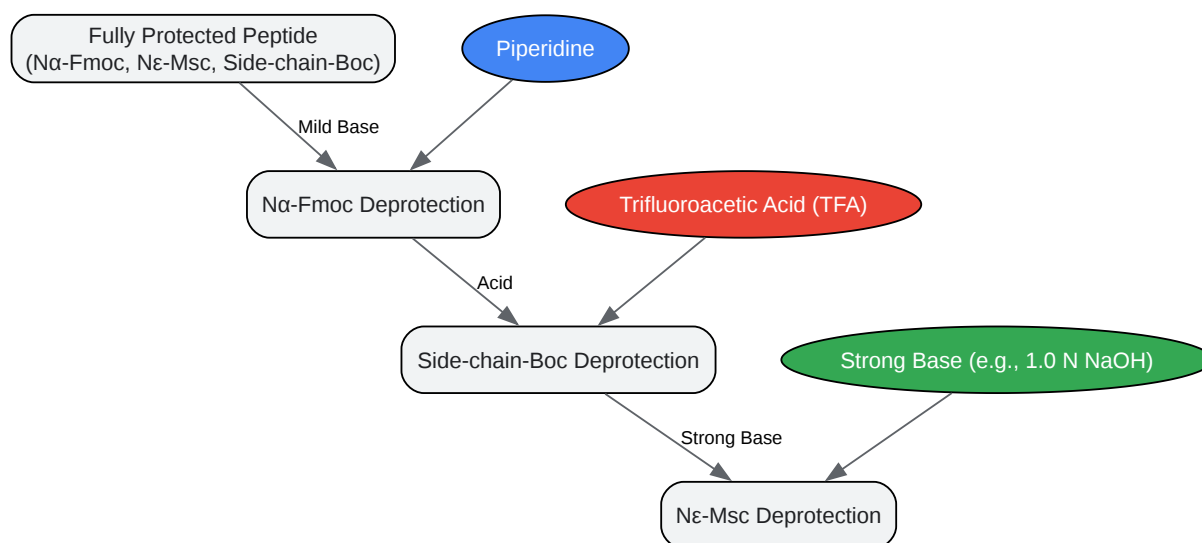 Fully Protected Peptide
(Nα-Fmoc, Nε-Msc, Side-chain-Boc)
Piperidine
Mild Base
Nα-Fmoc Deprotection
Trifluoroacetic Acid (TFA)
Acid
Side-chain-Boc Deprotection
Strong Base (e.g., 1.0 N NaOH)
Strong Base
Nε-Msc Deprotection